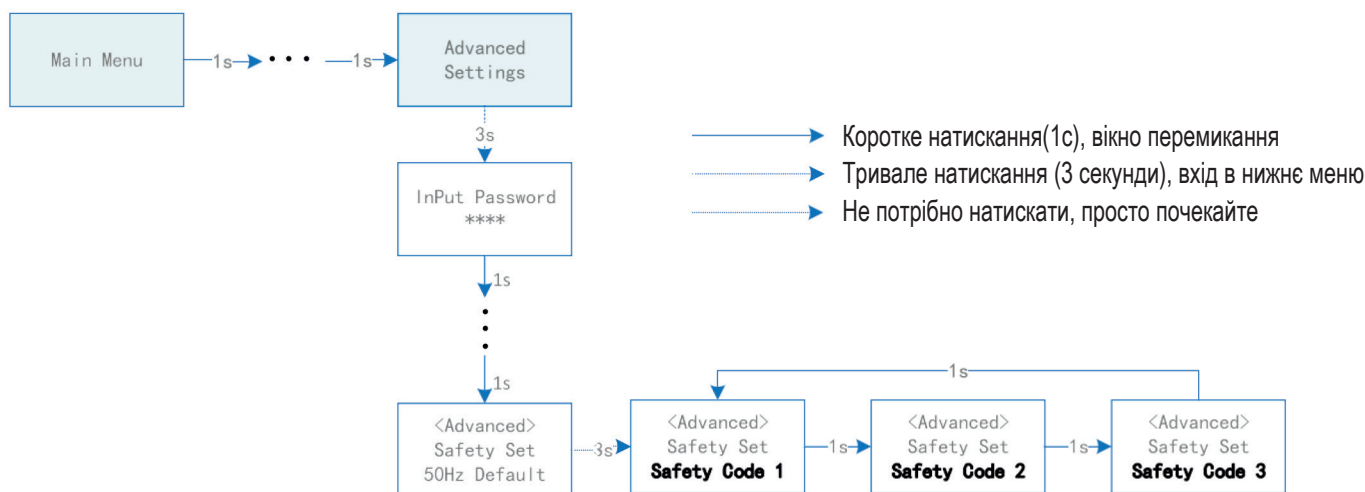 Main Menu
1s
• • •
1s
Advanced
Settings
3s
InPut Password
****
1s
1s
Коротке натискання(1с), вікно перемикання
Тривале натискання (3 секунди), вхід в нижнє меню
Не потрібно натискати, просто почекайте
<Advanced>
Safety Set
50Hz Default
3s
<Advanced>
Safety Set
Safety Code 1
1s
<Advanced>
Safety Set
Safety Code 2
1s
<Advanced>
Safety Set
Safety Code 3
1s